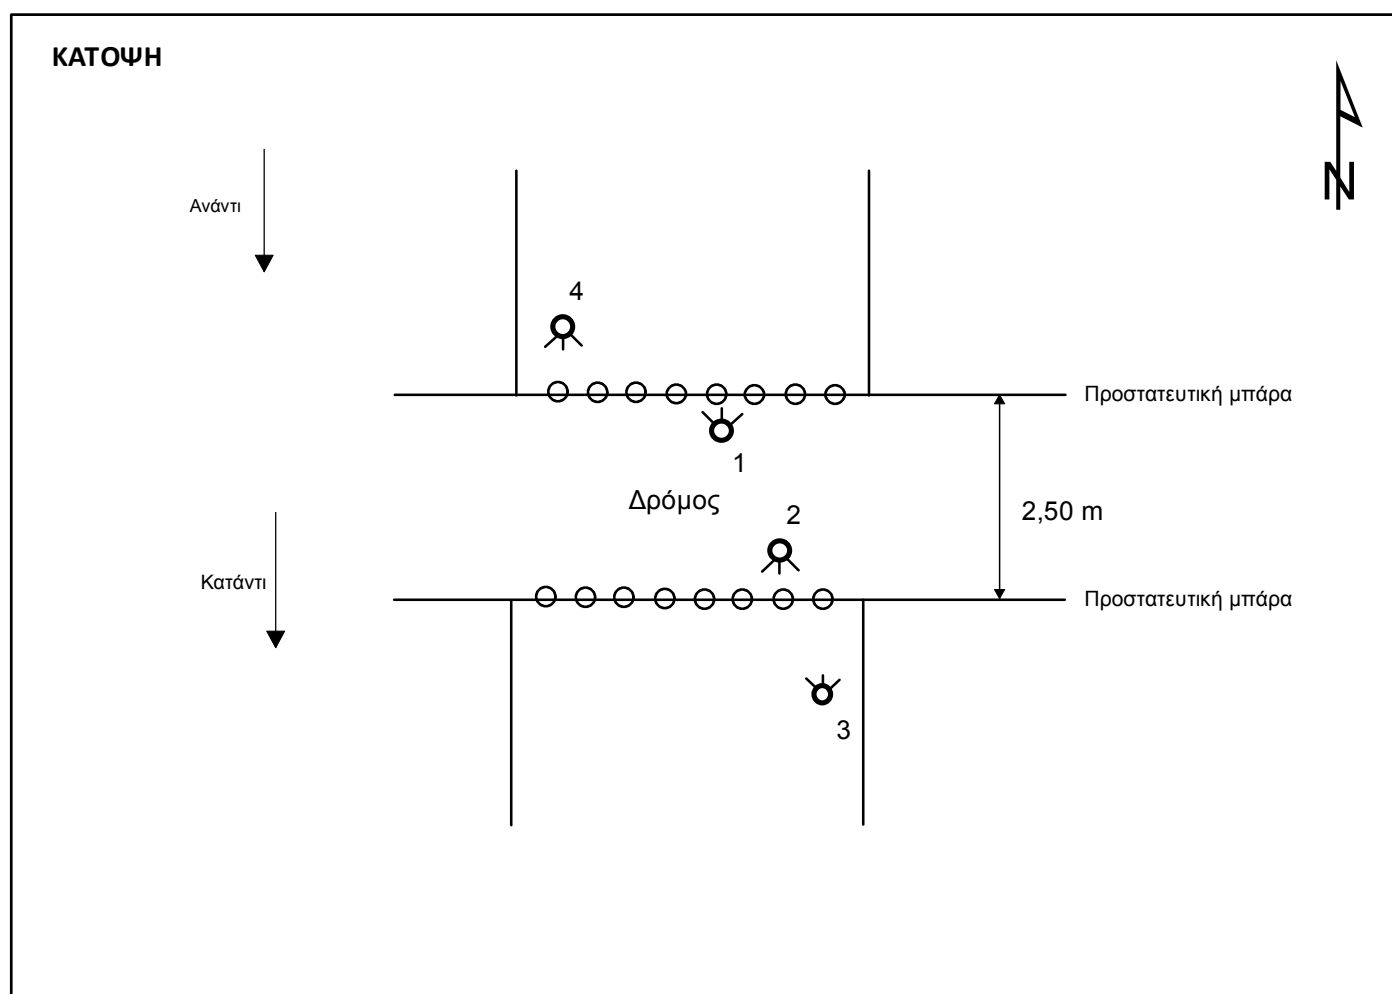 ΚΑΤΟΨΗ
N
Ανάντι
4
Προστατευτική μπάρα
1
Δρόμος
2
2,50 m
Κατάντι
Προστατευτική μπάρα
3